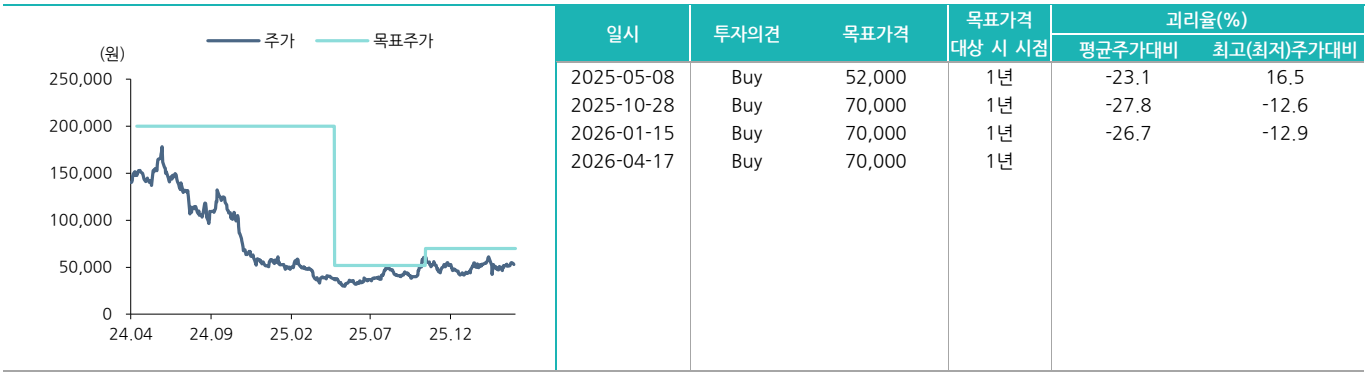 주가 목표주가
(원)
250,000
200,000
150,000
100,000
50,000
0
24.04 24.09 25.02 25.07 25.12
일시 투자의견 목표가격 목표가격 대상 시 시점 괴리율(%)
평균주가대비 최고(최저)주가대비
2025-05-08 Buy 52,000 1년 -23.1 16.5
2025-10-28 Buy 70,000 1년 -27.8 -12.6
2026-01-15 Buy 70,000 1년 -26.7 -12.9
2026-04-17 Buy 70,000 1년